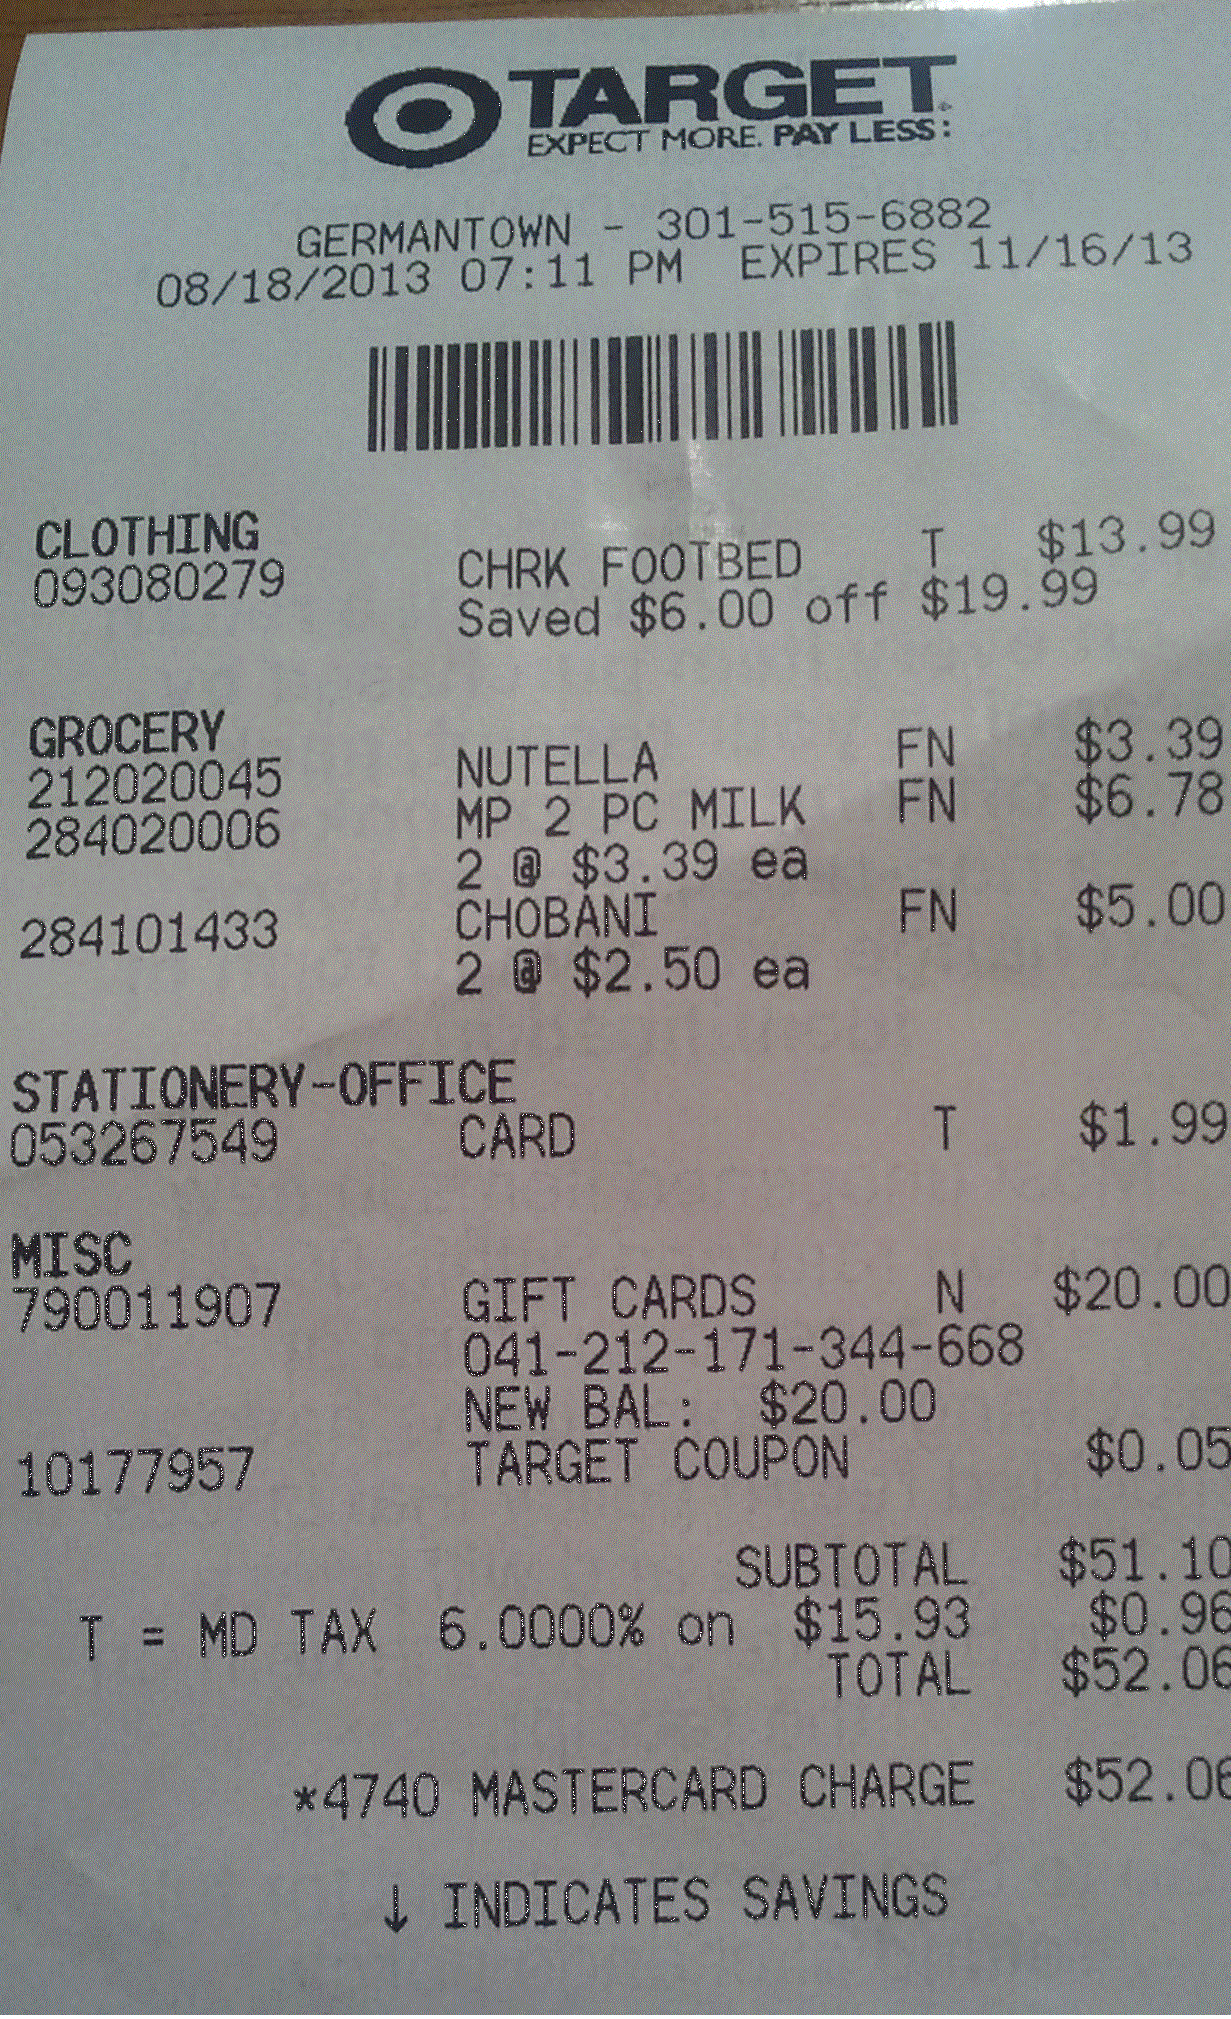 TARGET
EXPECT MORE. PAY LESS:
GERMANTOWN - 301-515-6882
08/18/2013 07:11 PM EXPIRES 11/16/13
CLOTHING
093080279 CHRK FOOTBED T $13.99
Saved $6.00 off $19.99
GROCERY
212020045 NUTELLA FN $3.39
284020006 MP 2 PC MILK FN $6.78
2 @ $3.39 ea
284101433 CHOBANI FN $5.00
2 @ $2.50 ea
STATIONERY-OFFICE
053267549 CARD T $1.99
MISC
790011907 GIFT CARDS N $20.00
041-212-171-344-668
NEW BAL: $20.00
10177957 TARGET COUPON $0.05
SUBTOTAL $51.10
T = MD TAX 6.0000% on $15.93 $0.96
TOTAL $52.06
*4740 MASTERCARD CHARGE $52.06
↓ INDICATES SAVINGS